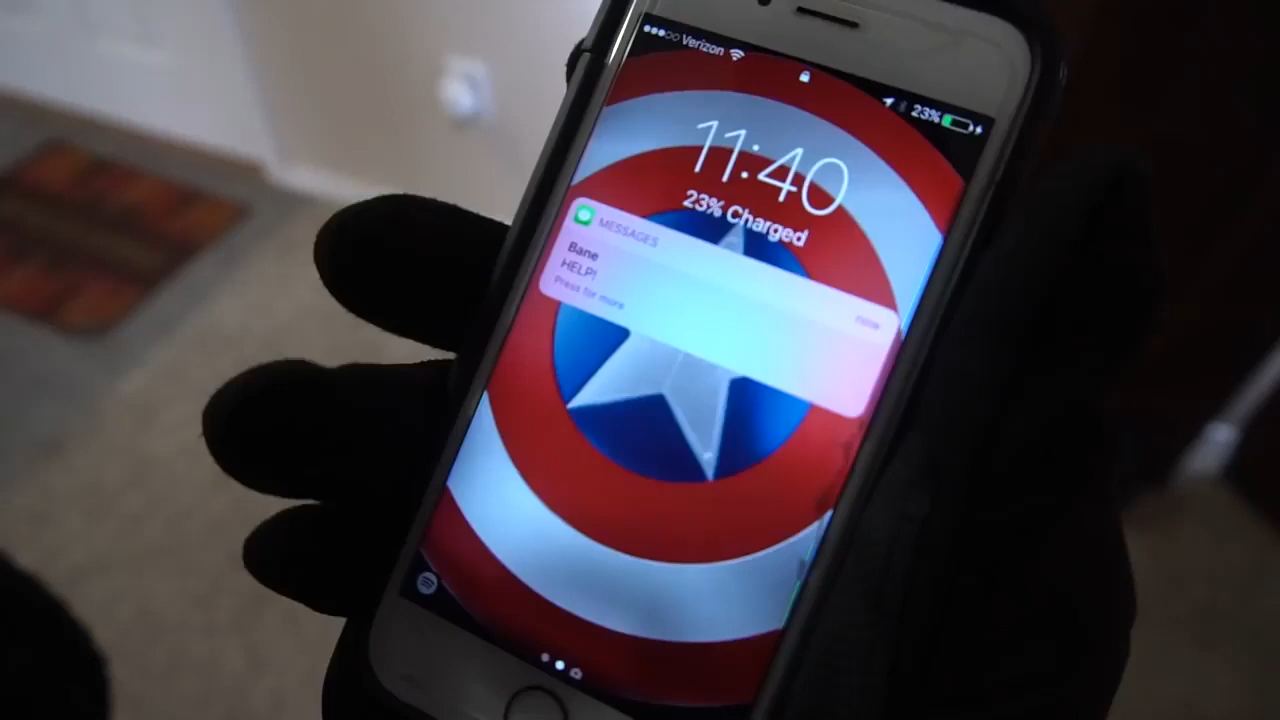 Verizon
23%
11:40
23% Charged
MESSAGES
now
Bane
HELP!
Press for more